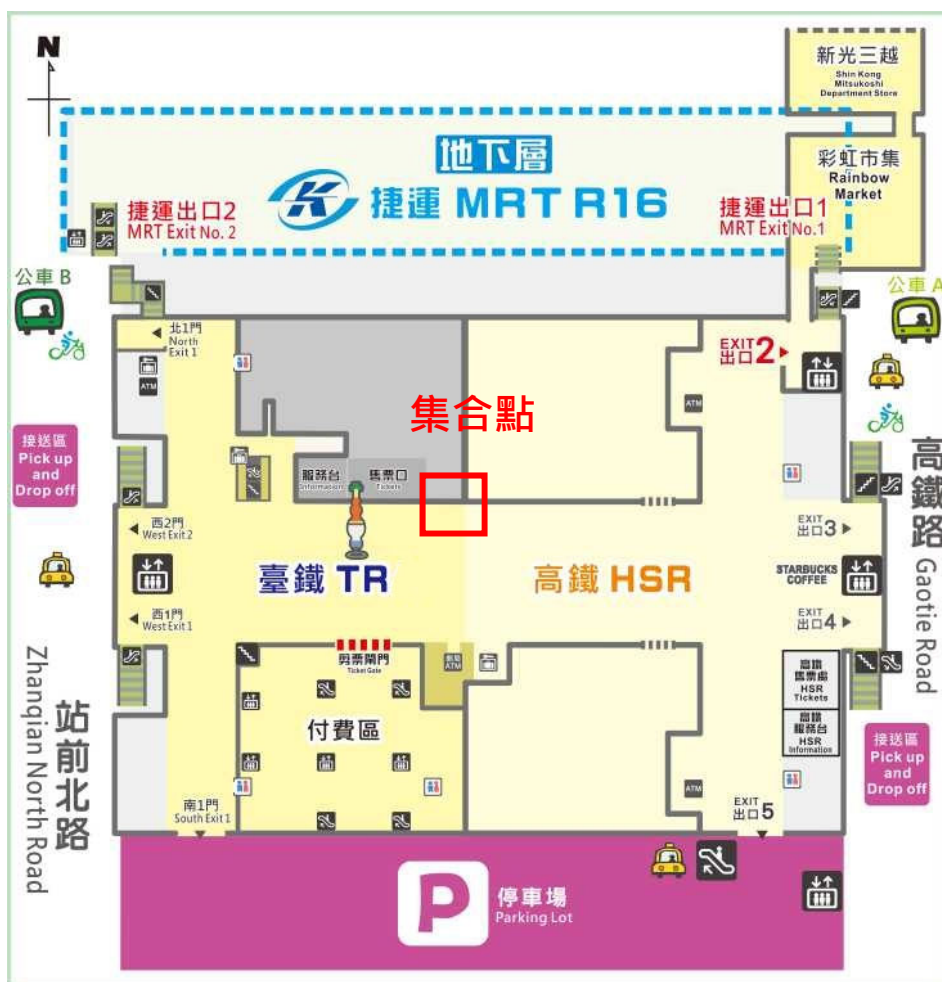 N
新光三越
Shin Kong
Mitsukoshi
Department Store
地下層
捷運 MRT R16
彩虹市集
Rainbow
Market
捷運出口2
MRT Exit No. 2
捷運出口1
MRT Exit No.1
公車 B
公車 A
北1門
North
Exit 1
ATM
EXIT
出口2
集合點
ATM
接送區
Pick up
and
Drop off
服務台
Information
售票口
Tickets
高鐵路 Gaotie Road
西2門
West Exit 2
EXIT
出口3
臺鐵 TR
高鐵 HSR
STARBUCKS
COFFEE
西1門
West Exit 1
EXIT
出口4
剪票閘門
Ticket Gate
郵局
ATM
高鐵
售票處
HSR
Tickets
站前北路 Zhanqian North Road
付費區
高鐵
服務台
HSR
Information
接送區
Pick up
and
Drop off
ATM
南1門
South Exit 1
EXIT
出口5
P
停車場
Parking Lot